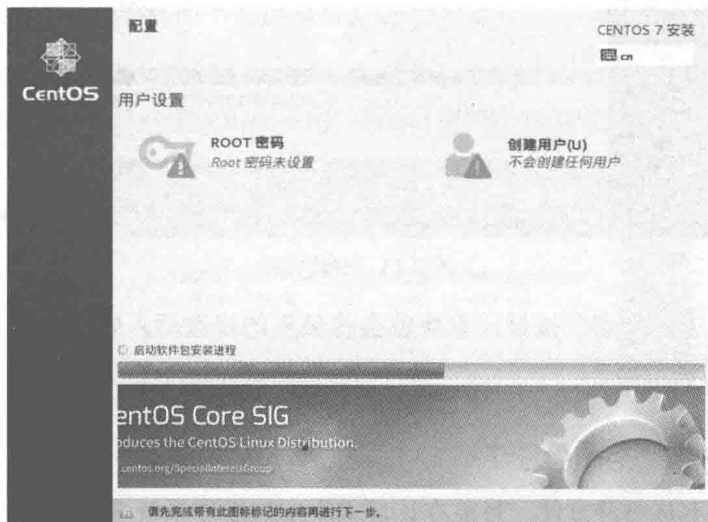 配置
CENTOS 7 安装
cn
CentOS
用户设置
ROOT 密码
Root 密码未设置
创建用户(U)
不会创建任何用户
启动软件包安装进程
entOS Core SIG
oduces the CentOS Linux Distribution.
.centos.org/SpecialInterestGroup
请先完成带有此图标标记的内容再进行下一步。